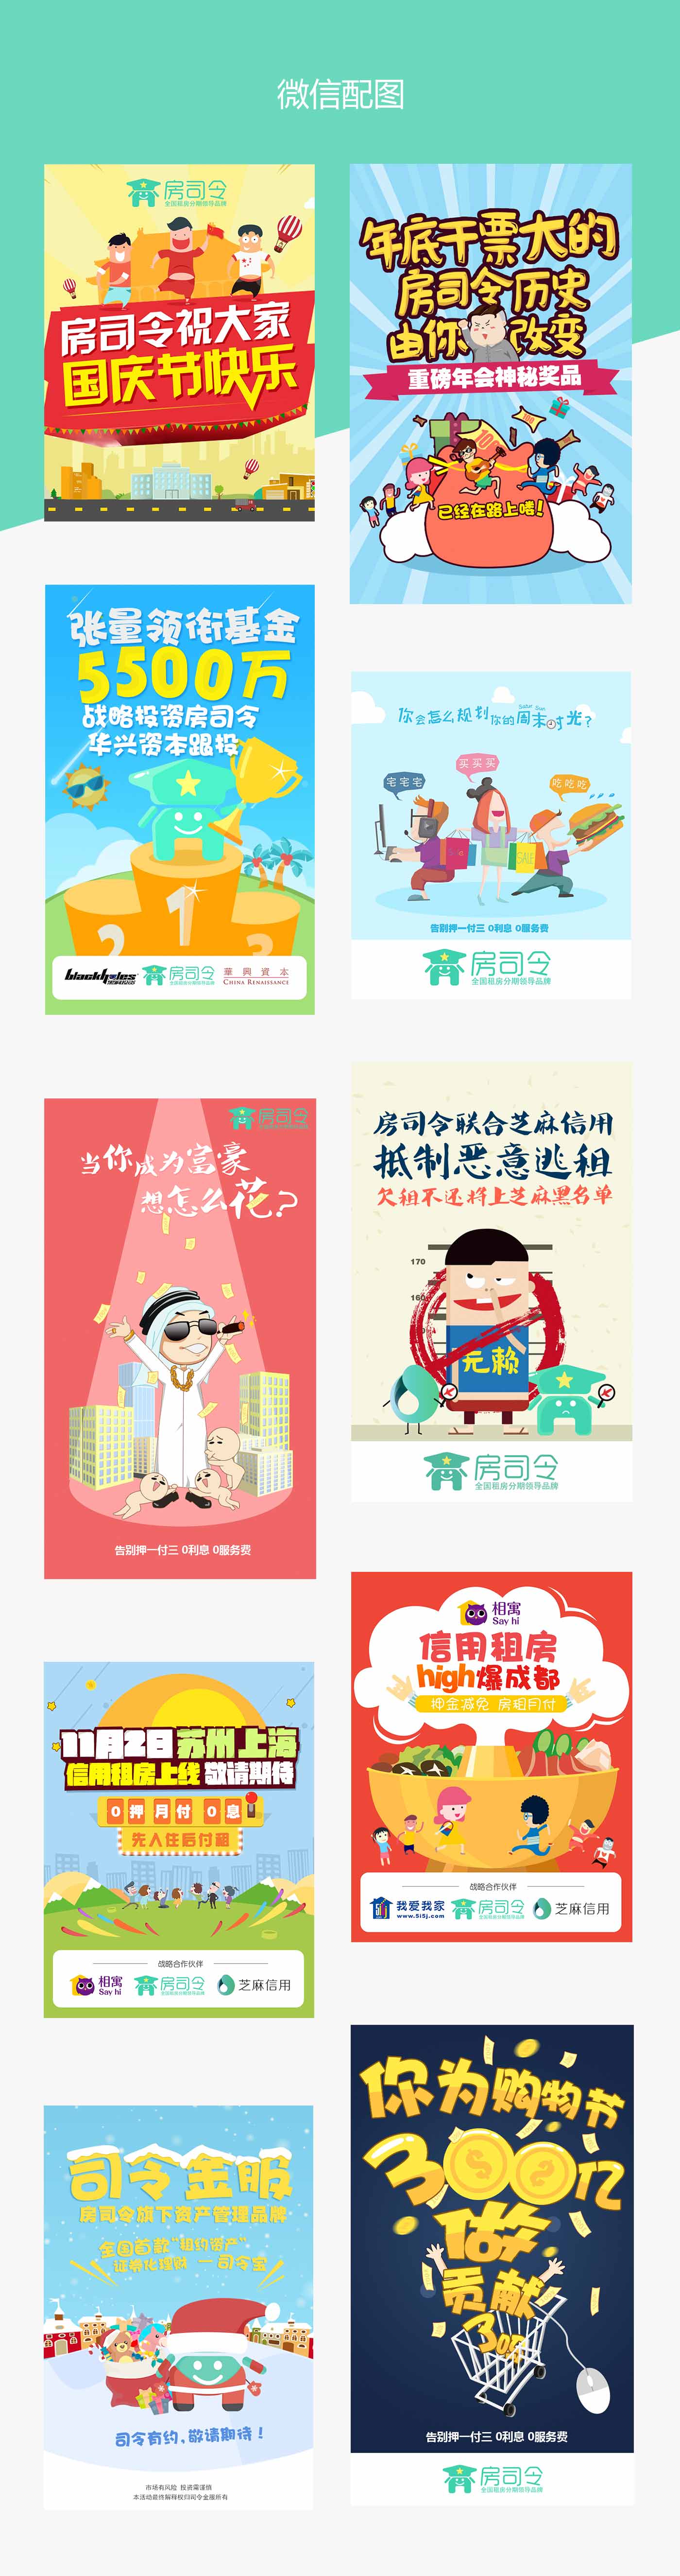 微信配图
房司令
全国租房分期领导品牌
房司令祝大家
国庆节快乐
年底干票大的
房司令历史
由你改变
重磅年会神秘奖品
已经在路上喽!
张量领衔基金
5500万
战略投资房司令
华兴资本跟投
1
2
3
blackholes
房司令
全国租房分期领导品牌
華興資本
CHINA RENAISSANCE
你会怎么规划你的周末时光?
Satur Sun
宅宅宅
买买买
吃吃吃
SALE
告别押一付三 0利息 0服务费
房司令
全国租房分期领导品牌
房司令
当你成为富豪
想怎么花?
告别押一付三 0利息 0服务费
房司令联合芝麻信用
抵制恶意逃租
欠租不还将上芝麻黑名单
170
160
无赖
房司令
全国租房分期领导品牌
相寓
Say hi
信用租房
high爆成都
押金减免 房租月付
战略合作伙伴
我爱我家
www.5i5j.com
房司令
全国租房分期领导品牌
芝麻信用
11月2日苏州上海
信用租房上线 敬请期待
0押月付0息
先入住后付租
战略合作伙伴
相寓
Say hi
房司令
全国租房分期领导品牌
芝麻信用
你为购物节
300亿
做
贡献
3吗
告别押一付三 0利息 0服务费
房司令
全国租房分期领导品牌
司令金服
房司令旗下资产管理品牌
全国首款“租约资产”
证券化理财 — 司令宝
司令有约,敬请期待!
市场有风险 投资需谨慎
本活动最终解释权归司令金服所有